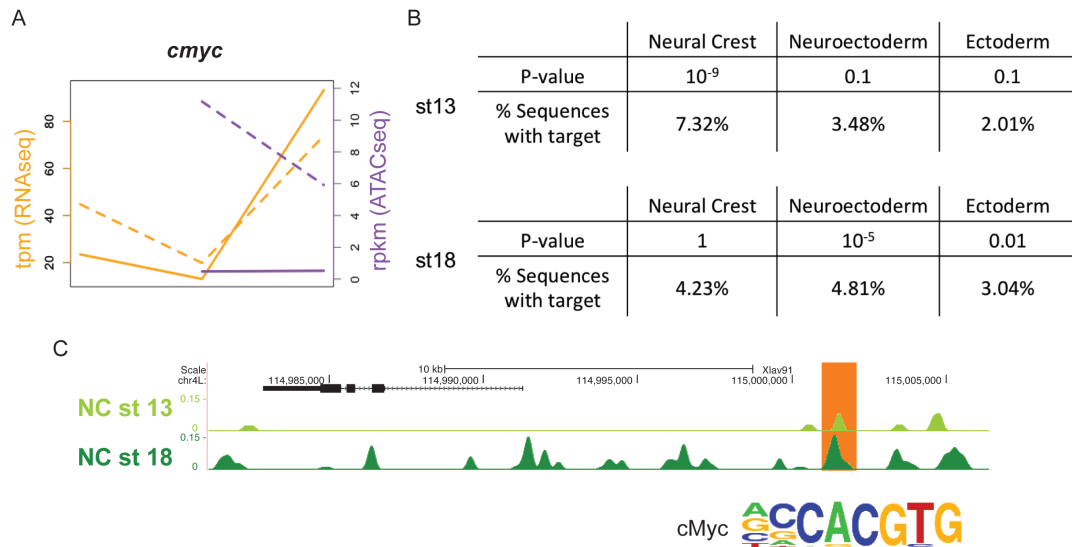 A
cmyc
tpm (RNAseq)
20 40 60 80
0 2 4 6 8 10 12
rpkm (ATACseq)
B
Neural Crest Neuroectoderm Ectoderm
st13
P-value 10-9 0.1 0.1
% Sequences with target 7.32% 3.48% 2.01%
Neural Crest Neuroectoderm Ectoderm
st18
P-value 1 10-5 0.01
% Sequences with target 4.23% 4.81% 3.04%
C
Scale 10 kb Xlav91
chr4L: 114,985,000 114,990,000 114,995,000 115,000,000 115,005,000
NC st 13
0.15
0
NC st 18
0.15
0
cMyc
CACGTG